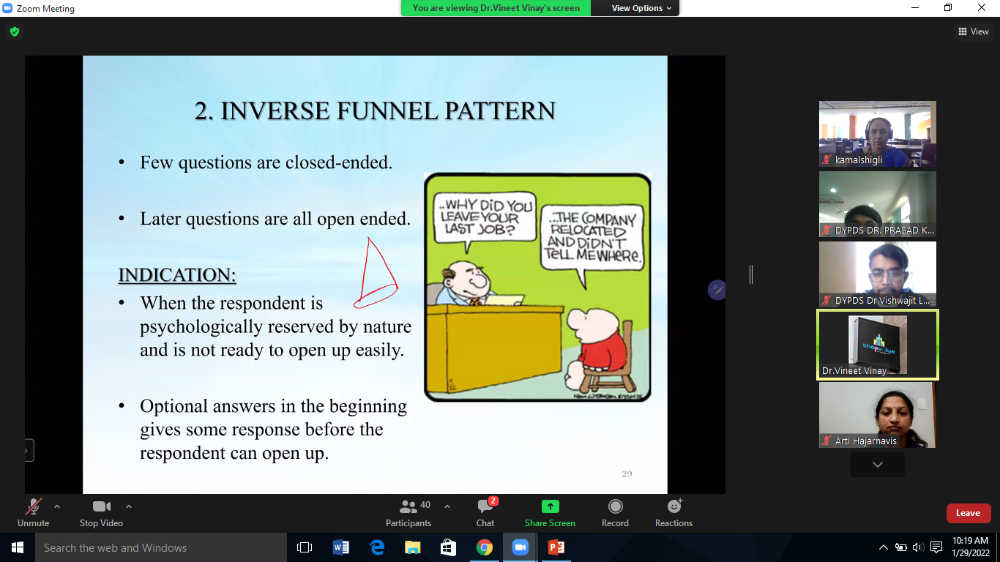 Zoom Meeting
You are viewing Dr.Vineet Vinay's screen
View Options
View
2. INVERSE FUNNEL PATTERN
• Few questions are closed-ended.
• Later questions are all open ended.
INDICATION:
• When the respondent is
psychologically reserved by nature
and is not ready to open up easily.
• Optional answers in the beginning
gives some response before the
respondent can open up.
..WHY DiD YOU
LEAVE YOUR
LAST JOB?
...THE COMPANY
RELOCATED
AND DiDN'T
TELL ME WHERE.
29
kamalshigli
DYPDS DR. PRASAD K...
DYPDS Dr.Vishwajit L...
thepvalue
Dr.Vineet Vinay
Arti Hajarnavis
Unmute
Stop Video
Participants
40
Chat
2
Share Screen
Record
Reactions
Leave
Search the web and Windows
10:19 AM
1/29/2022